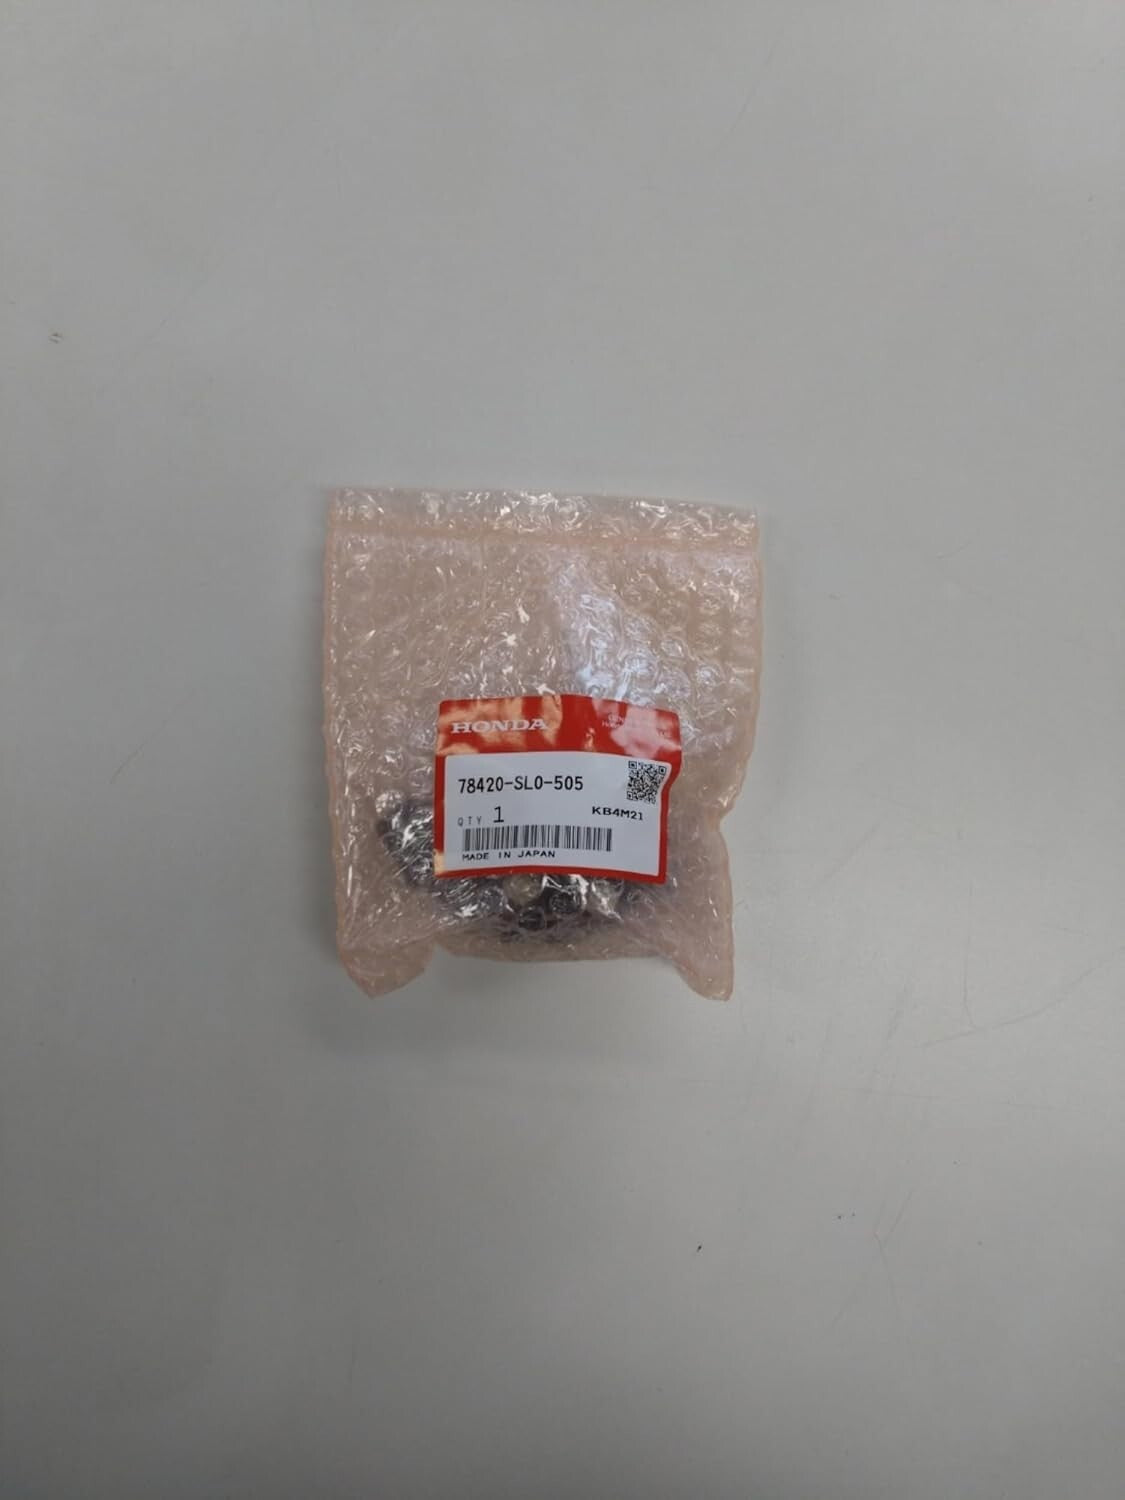 HONDA
78420-SL0-505
QTY 1
KB4M21
MADE IN JAPAN